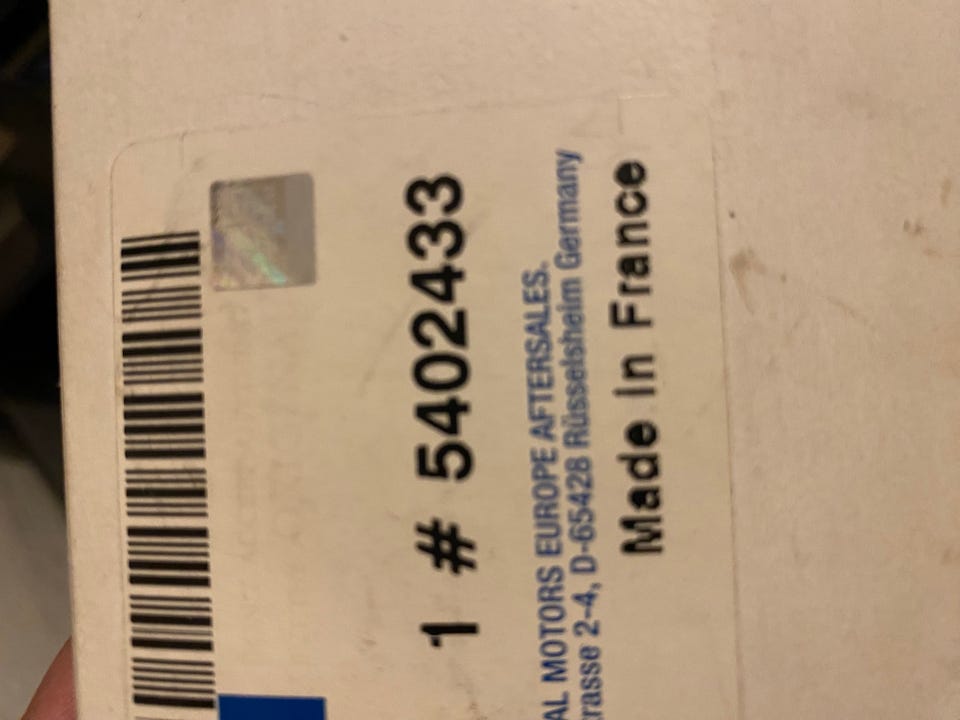 1 # 5402433
AL MOTORS EUROPE AFTERSALES.
rasse 2-4, D-65428 Rüsselsheim Germany
Made In France